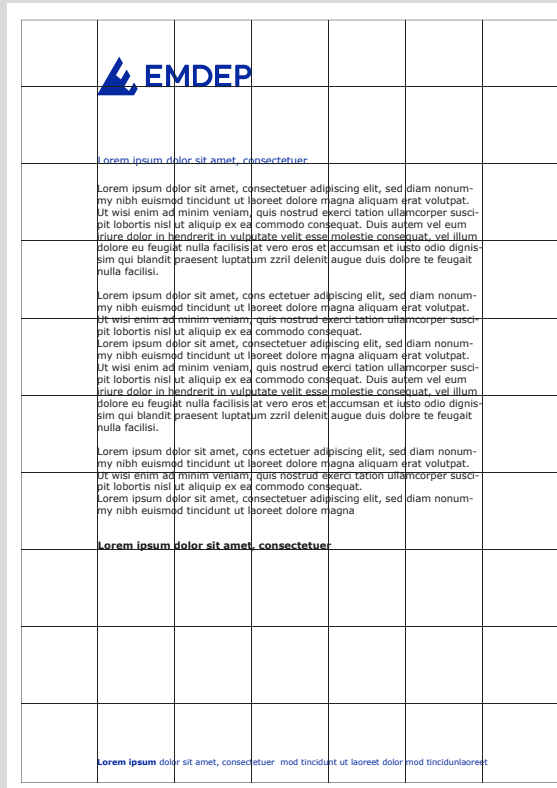 EMDEP
Lorem ipsum dolor sit amet, consectetuer
Lorem ipsum dolor sit amet, consectetuer adipiscing elit, sed diam nonum-
my nibh euismod tincidunt ut laoreet dolore magna aliquam erat volutpat.
Ut wisi enim ad minim veniam, quis nostrud exerci tation ullamcorper susci-
pit lobortis nisl ut aliquip ex ea commodo consequat. Duis autem vel eum
iriure dolor in hendrerit in vulputate velit esse molestie consequat, vel illum
dolore eu feugiat nulla facilisis at vero eros et accumsan et iusto odio dignis-
sim qui blandit praesent luptatum zzril delenit augue duis dolore te feugait
nulla facilisi.
Lorem ipsum dolor sit amet, cons ectetuer adipiscing elit, sed diam nonum-
my nibh euismod tincidunt ut laoreet dolore magna aliquam erat volutpat.
Ut wisi enim ad minim veniam, quis nostrud exerci tation ullamcorper susci-
pit lobortis nisl ut aliquip ex ea commodo consequat.
Lorem ipsum dolor sit amet, consectetuer adipiscing elit, sed diam nonum-
my nibh euismod tincidunt ut laoreet dolore magna aliquam erat volutpat.
Ut wisi enim ad minim veniam, quis nostrud exerci tation ullamcorper susci-
pit lobortis nisl ut aliquip ex ea commodo consequat. Duis autem vel eum
iriure dolor in hendrerit in vulputate velit esse molestie consequat, vel illum
dolore eu feugiat nulla facilisis at vero eros et accumsan et iusto odio dignis-
sim qui blandit praesent luptatum zzril delenit augue duis dolore te feugait
nulla facilisi.
Lorem ipsum dolor sit amet, cons ectetuer adipiscing elit, sed diam nonum-
my nibh euismod tincidunt ut laoreet dolore magna aliquam erat volutpat.
Ut wisi enim ad minim veniam, quis nostrud exerci tation ullamcorper susci-
pit lobortis nisl ut aliquip ex ea commodo consequat.
Lorem ipsum dolor sit amet, consectetuer adipiscing elit, sed diam nonum-
my nibh euismod tincidunt ut laoreet dolore magna
Lorem ipsum dolor sit amet, consectetuer
Lorem ipsum dolor sit amet, consectetuer mod tincidunt ut laoreet dolor mod tincidunlaoreet